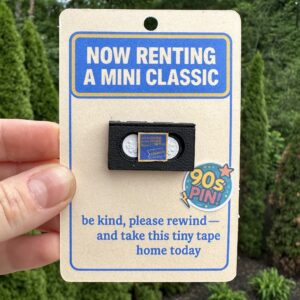 NOW RENTING
A MINI CLASSIC
90s
PIN!
be kind, please rewind—
and take this tiny tape
home today